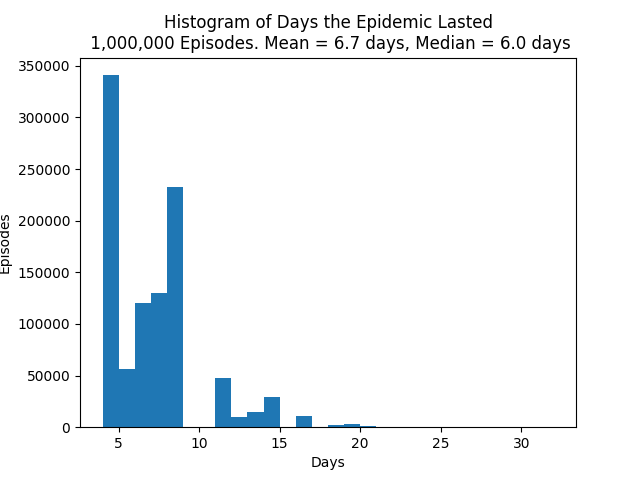 Histogram of Days the Epidemic Lasted
1,000,000 Episodes. Mean = 6.7 days, Median = 6.0 days
350000
300000
250000
200000
150000
100000
50000
0
Episodes
5 10 15 20 25 30
Days